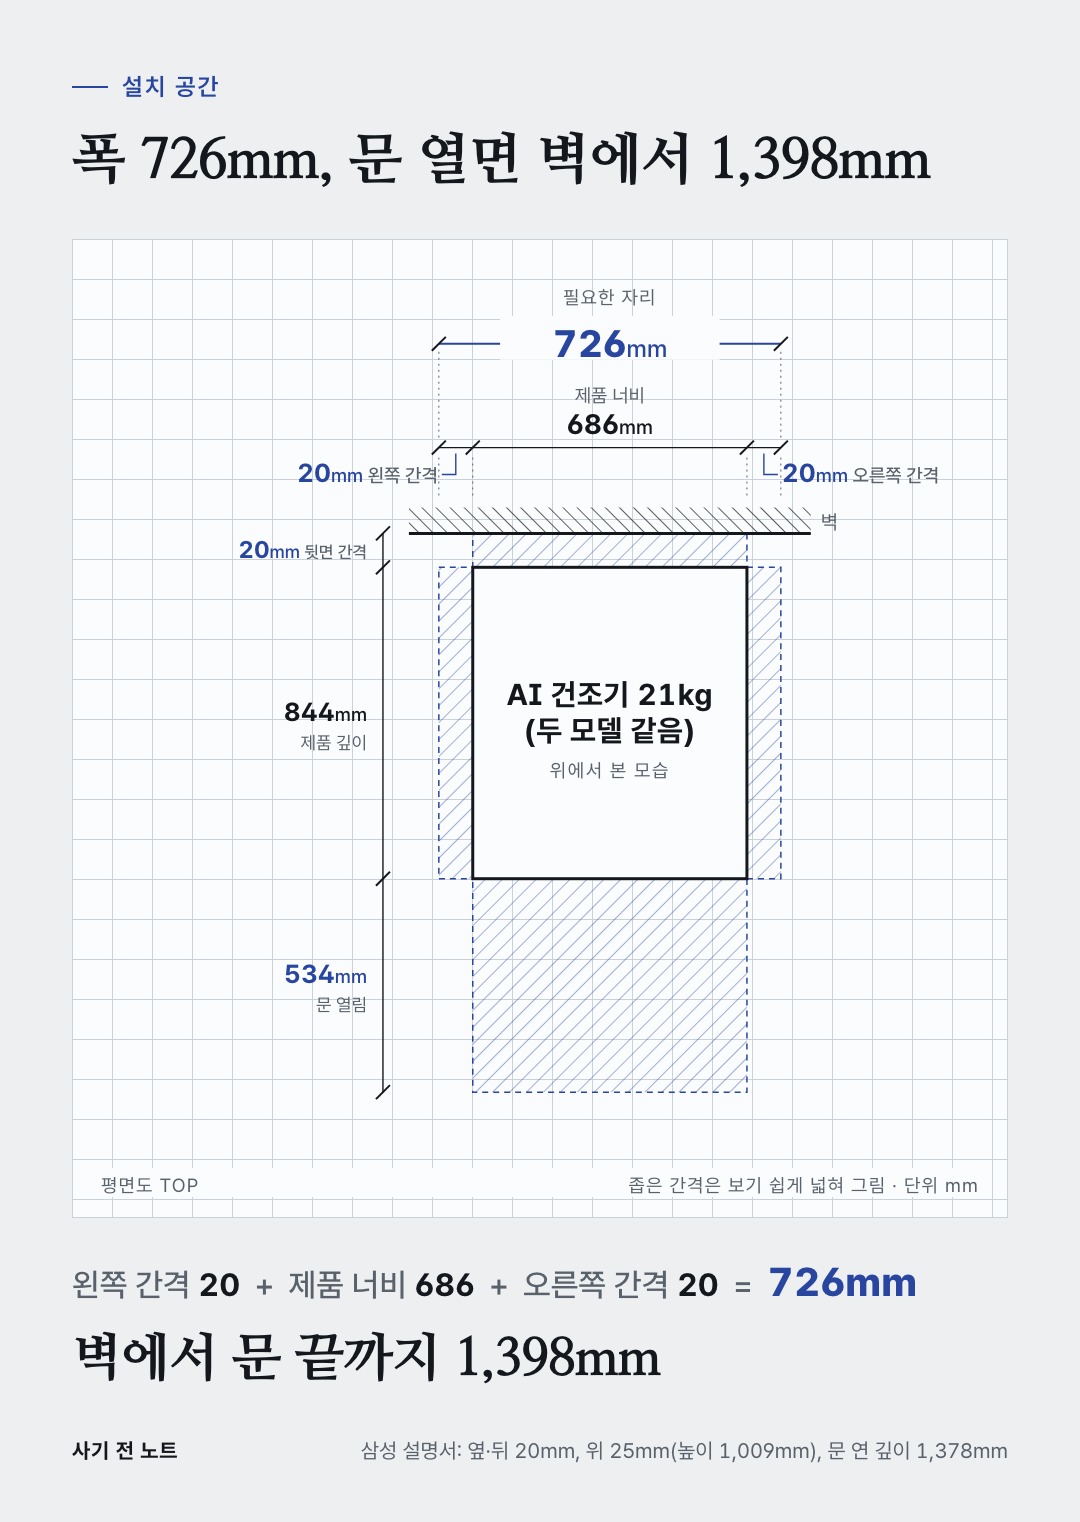 설치 공간
폭 726mm, 문 열면 벽에서 1,398mm
필요한 자리
726mm
제품 너비
686mm
20mm 왼쪽 간격
20mm 오른쪽 간격
벽
20mm 뒷면 간격
AI 건조기 21kg
(두 모델 같음)
위에서 본 모습
844mm
제품 깊이
534mm
문 열림
평면도 TOP
좁은 간격은 보기 쉽게 넓혀 그림 · 단위 mm
왼쪽 간격 20 + 제품 너비 686 + 오른쪽 간격 20 = 726mm
벽에서 문 끝까지 1,398mm
사기 전 노트
삼성 설명서: 옆·뒤 20mm, 위 25mm(높이 1,009mm), 문 연 깊이 1,378mm